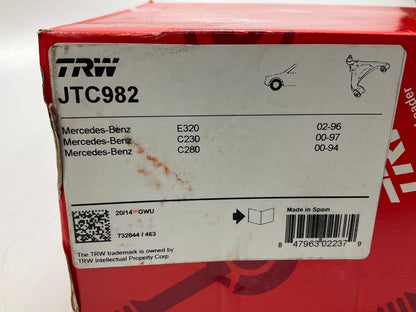 TRW
JTC982
Mercedes-Benz E320 02-96
Mercedes-Benz C230 00-97
Mercedes-Benz C280 00-94
20/14 GWU
732844 / 463
Made in Spain
8 47963 02237 9
The TRW trademark is owned by
TRW Intellectual Property Corp
eader